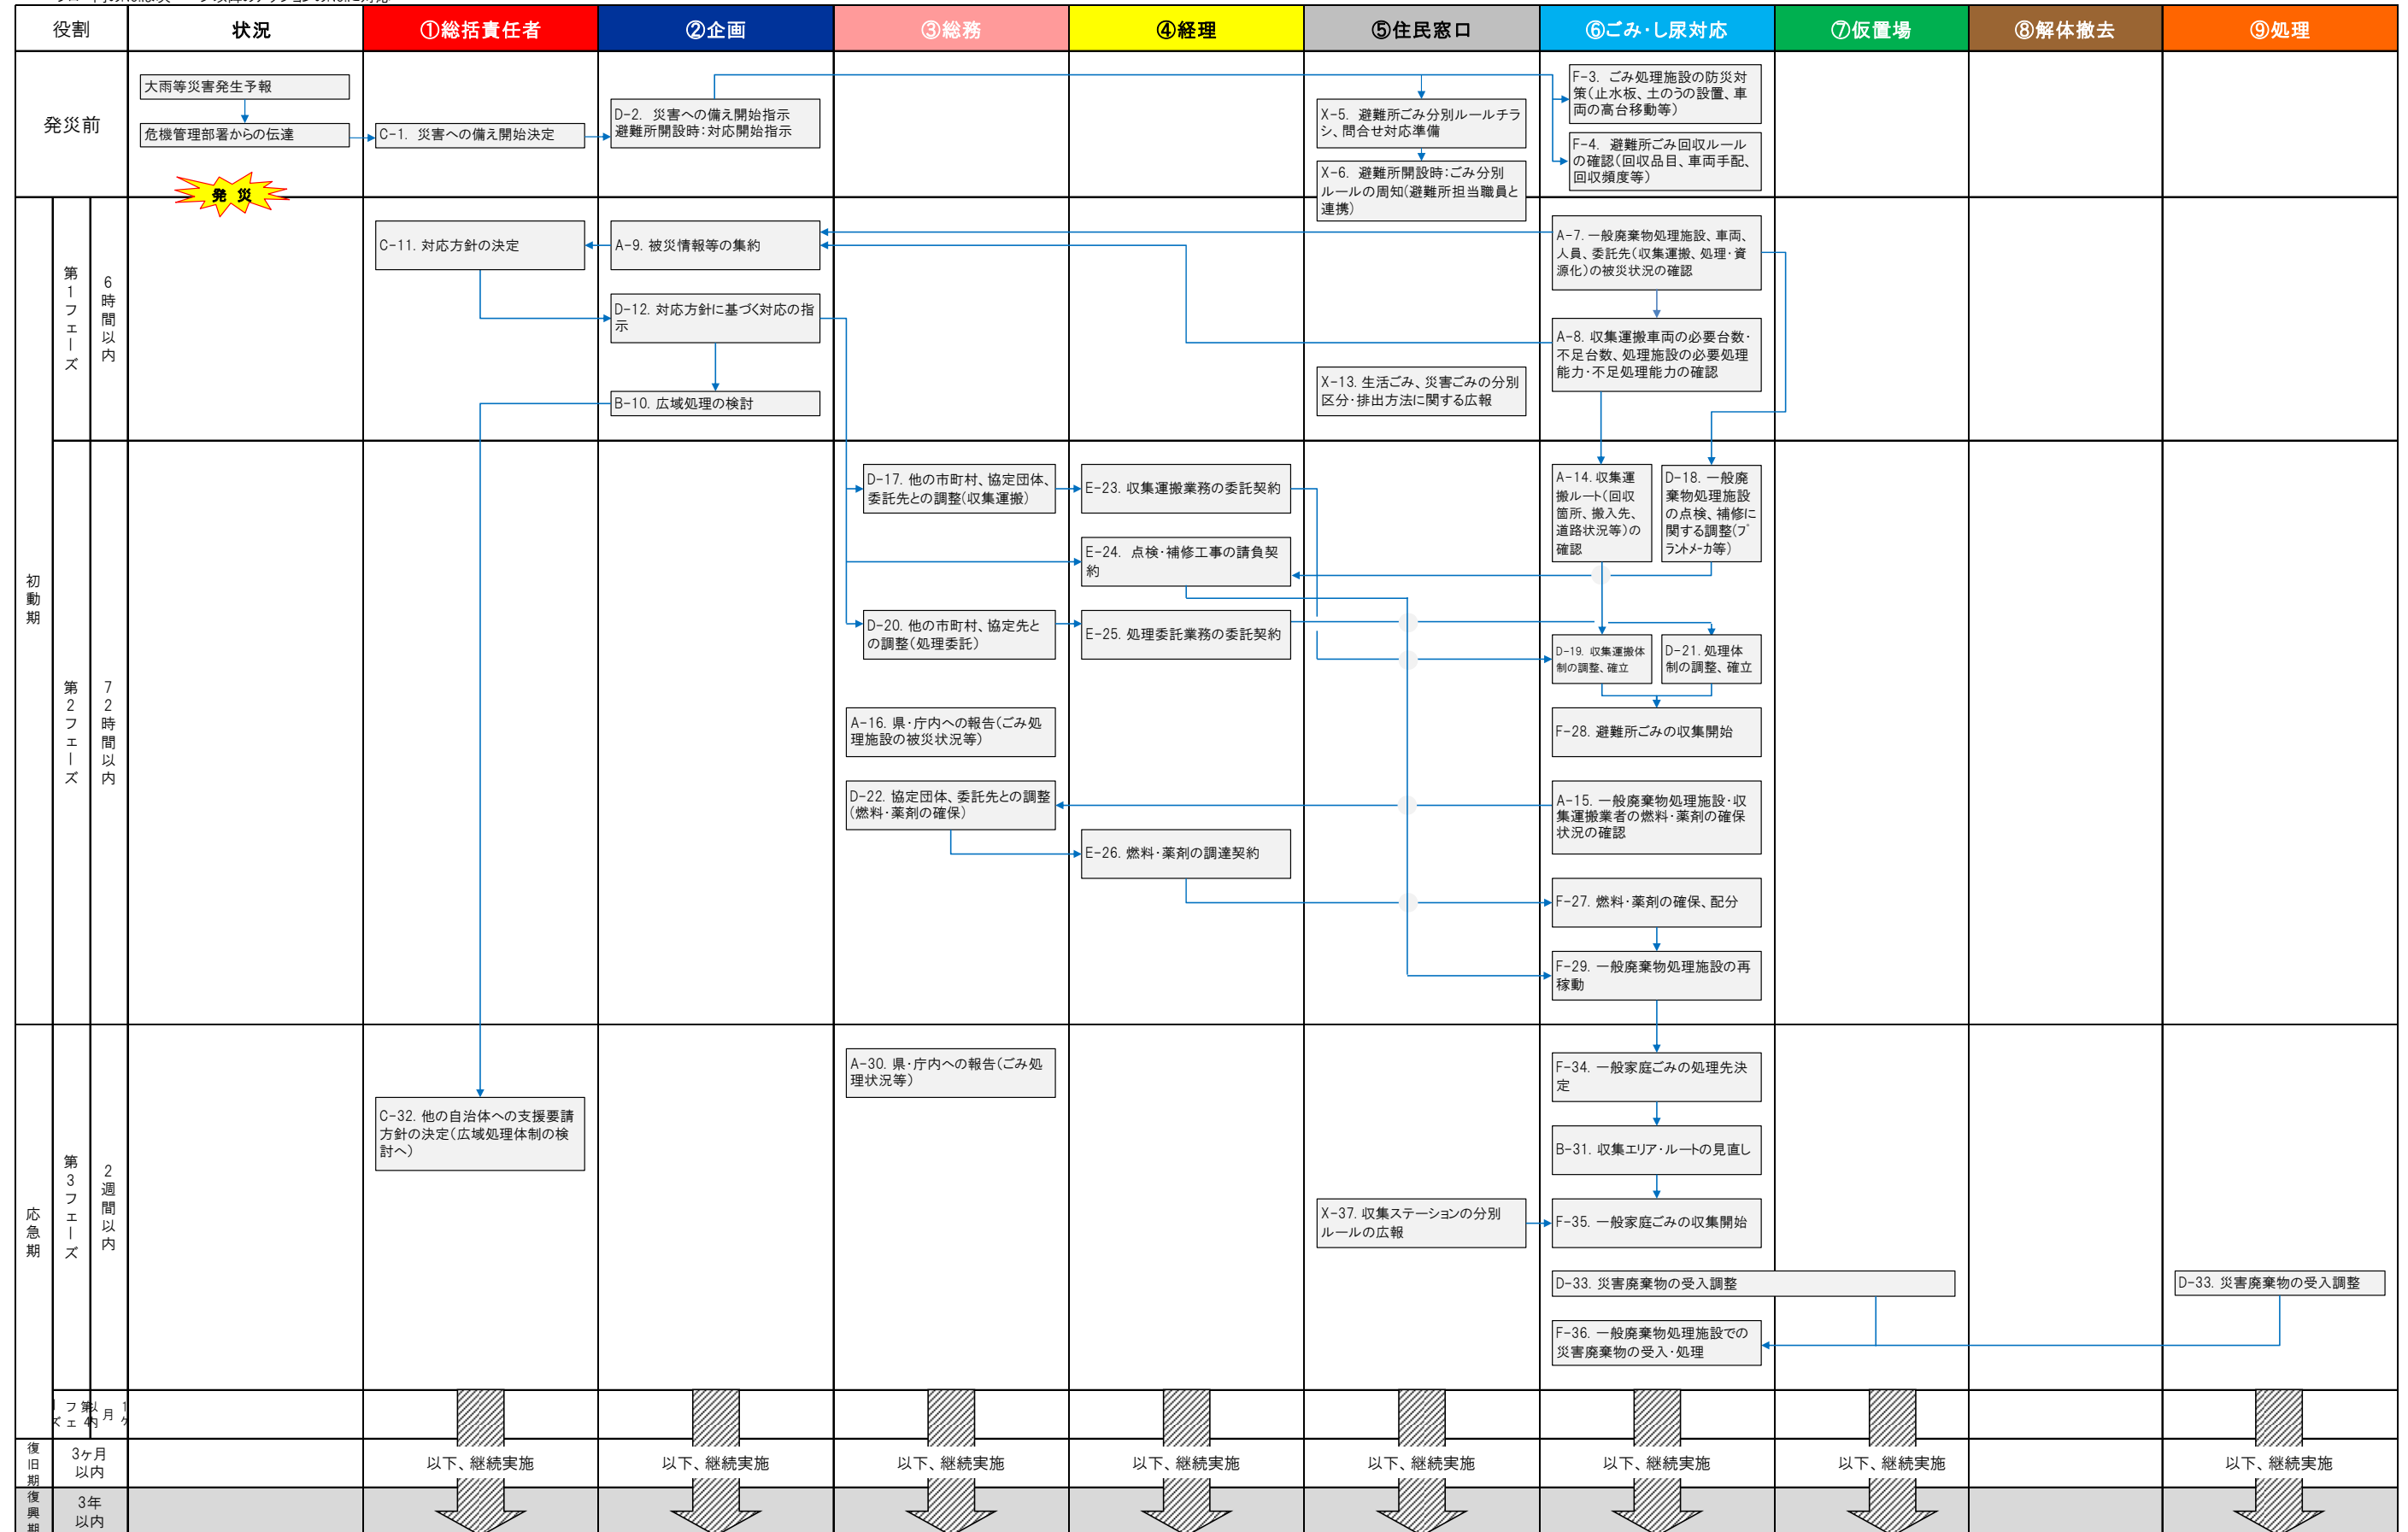 役割
状況
①総括責任者
②企画
③総務
④経理
⑤住民窓口
⑥ごみ・し尿対応
⑦仮置場
⑧解体撤去
⑨処理
発災前
大雨等災害発生予報
危機管理部署からの伝達
C-1. 災害への備え開始決定
D-2. 災害への備え開始指示
避難所開設時:対応開始指示
X-5. 避難所ごみ分別ルールチラ
シ、問合せ対応準備
X-6. 避難所開設時:ごみ分別
ルールの周知(避難所担当職員と
連携)
F-3. ごみ処理施設の防災対
策(止水板、土のうの設置、車
両の高台移動等)
F-4. 避難所ごみ回収ルール
の確認(回収品目、車両手配、
回収頻度等)
発 災
初動期
第1フェーズ
6時間以内
C-11. 対応方針の決定
A-9. 被災情報等の集約
D-12. 対応方針に基づく対応の指
示
B-10. 広域処理の検討
X-13. 生活ごみ、災害ごみの分別
区分・排出方法に関する広報
A-7. 一般廃棄物処理施設、車両、
人員、委託先(収集運搬、処理・資
源化)の被災状況の確認
A-8. 収集運搬車両の必要台数・
不足台数、処理施設の必要処理
能力・不足処理能力の確認
第2フェーズ
72時間以内
D-17. 他の市町村、協定団体、
委託先との調整(収集運搬)
E-23. 収集運搬業務の委託契約
A-14. 収集運
搬ルート(回収
箇所、搬入先、
道路状況等)の
確認
D-18. 一般廃
棄物処理施設
の点検、補修に
関する調整(プ
ラントメーカ等)
E-24. 点検・補修工事の請負契
約
D-20. 他の市町村、協定先と
の調整(処理委託)
E-25. 処理委託業務の委託契約
D-19. 収集運搬体
制の調整、確立
D-21. 処理体
制の調整、確立
A-16. 県・庁内への報告(ごみ処
理施設の被災状況等)
F-28. 避難所ごみの収集開始
D-22. 協定団体、委託先との調整
(燃料・薬剤の確保)
A-15. 一般廃棄物処理施設・収
集運搬業者の燃料・薬剤の確保
状況の確認
E-26. 燃料・薬剤の調達契約
F-27. 燃料・薬剤の確保、配分
F-29. 一般廃棄物処理施設の再
稼動
応急期
第3フェーズ
2週間以内
A-30. 県・庁内への報告(ごみ処
理状況等)
C-32. 他の自治体への支援要請
方針の決定(広域処理体制の検
討へ)
F-34. 一般家庭ごみの処理先決
定
B-31. 収集エリア・ルートの見直し
X-37. 収集ステーションの分別
ルールの広報
F-35. 一般家庭ごみの収集開始
D-33. 災害廃棄物の受入調整
D-33. 災害廃棄物の受入調整
F-36. 一般廃棄物処理施設での
災害廃棄物の受入・処理
復旧期
3ヶ月
以内
以下、継続実施
以下、継続実施
以下、継続実施
以下、継続実施
以下、継続実施
以下、継続実施
以下、継続実施
以下、継続実施
復興期
3年
以内